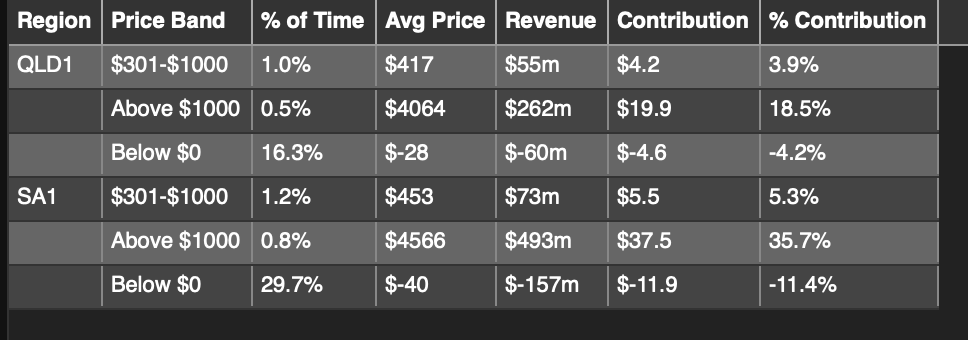 Region Price Band % of Time Avg Price Revenue Contribution % Contribution
QLD1 $301-$1000 1.0% $417 $55m $4.2 3.9%
Above $1000 0.5% $4064 $262m $19.9 18.5%
Below $0 16.3% $-28 $-60m $-4.6 -4.2%
SA1 $301-$1000 1.2% $453 $73m $5.5 5.3%
Above $1000 0.8% $4566 $493m $37.5 35.7%
Below $0 29.7% $-40 $-157m $-11.9 -11.4%